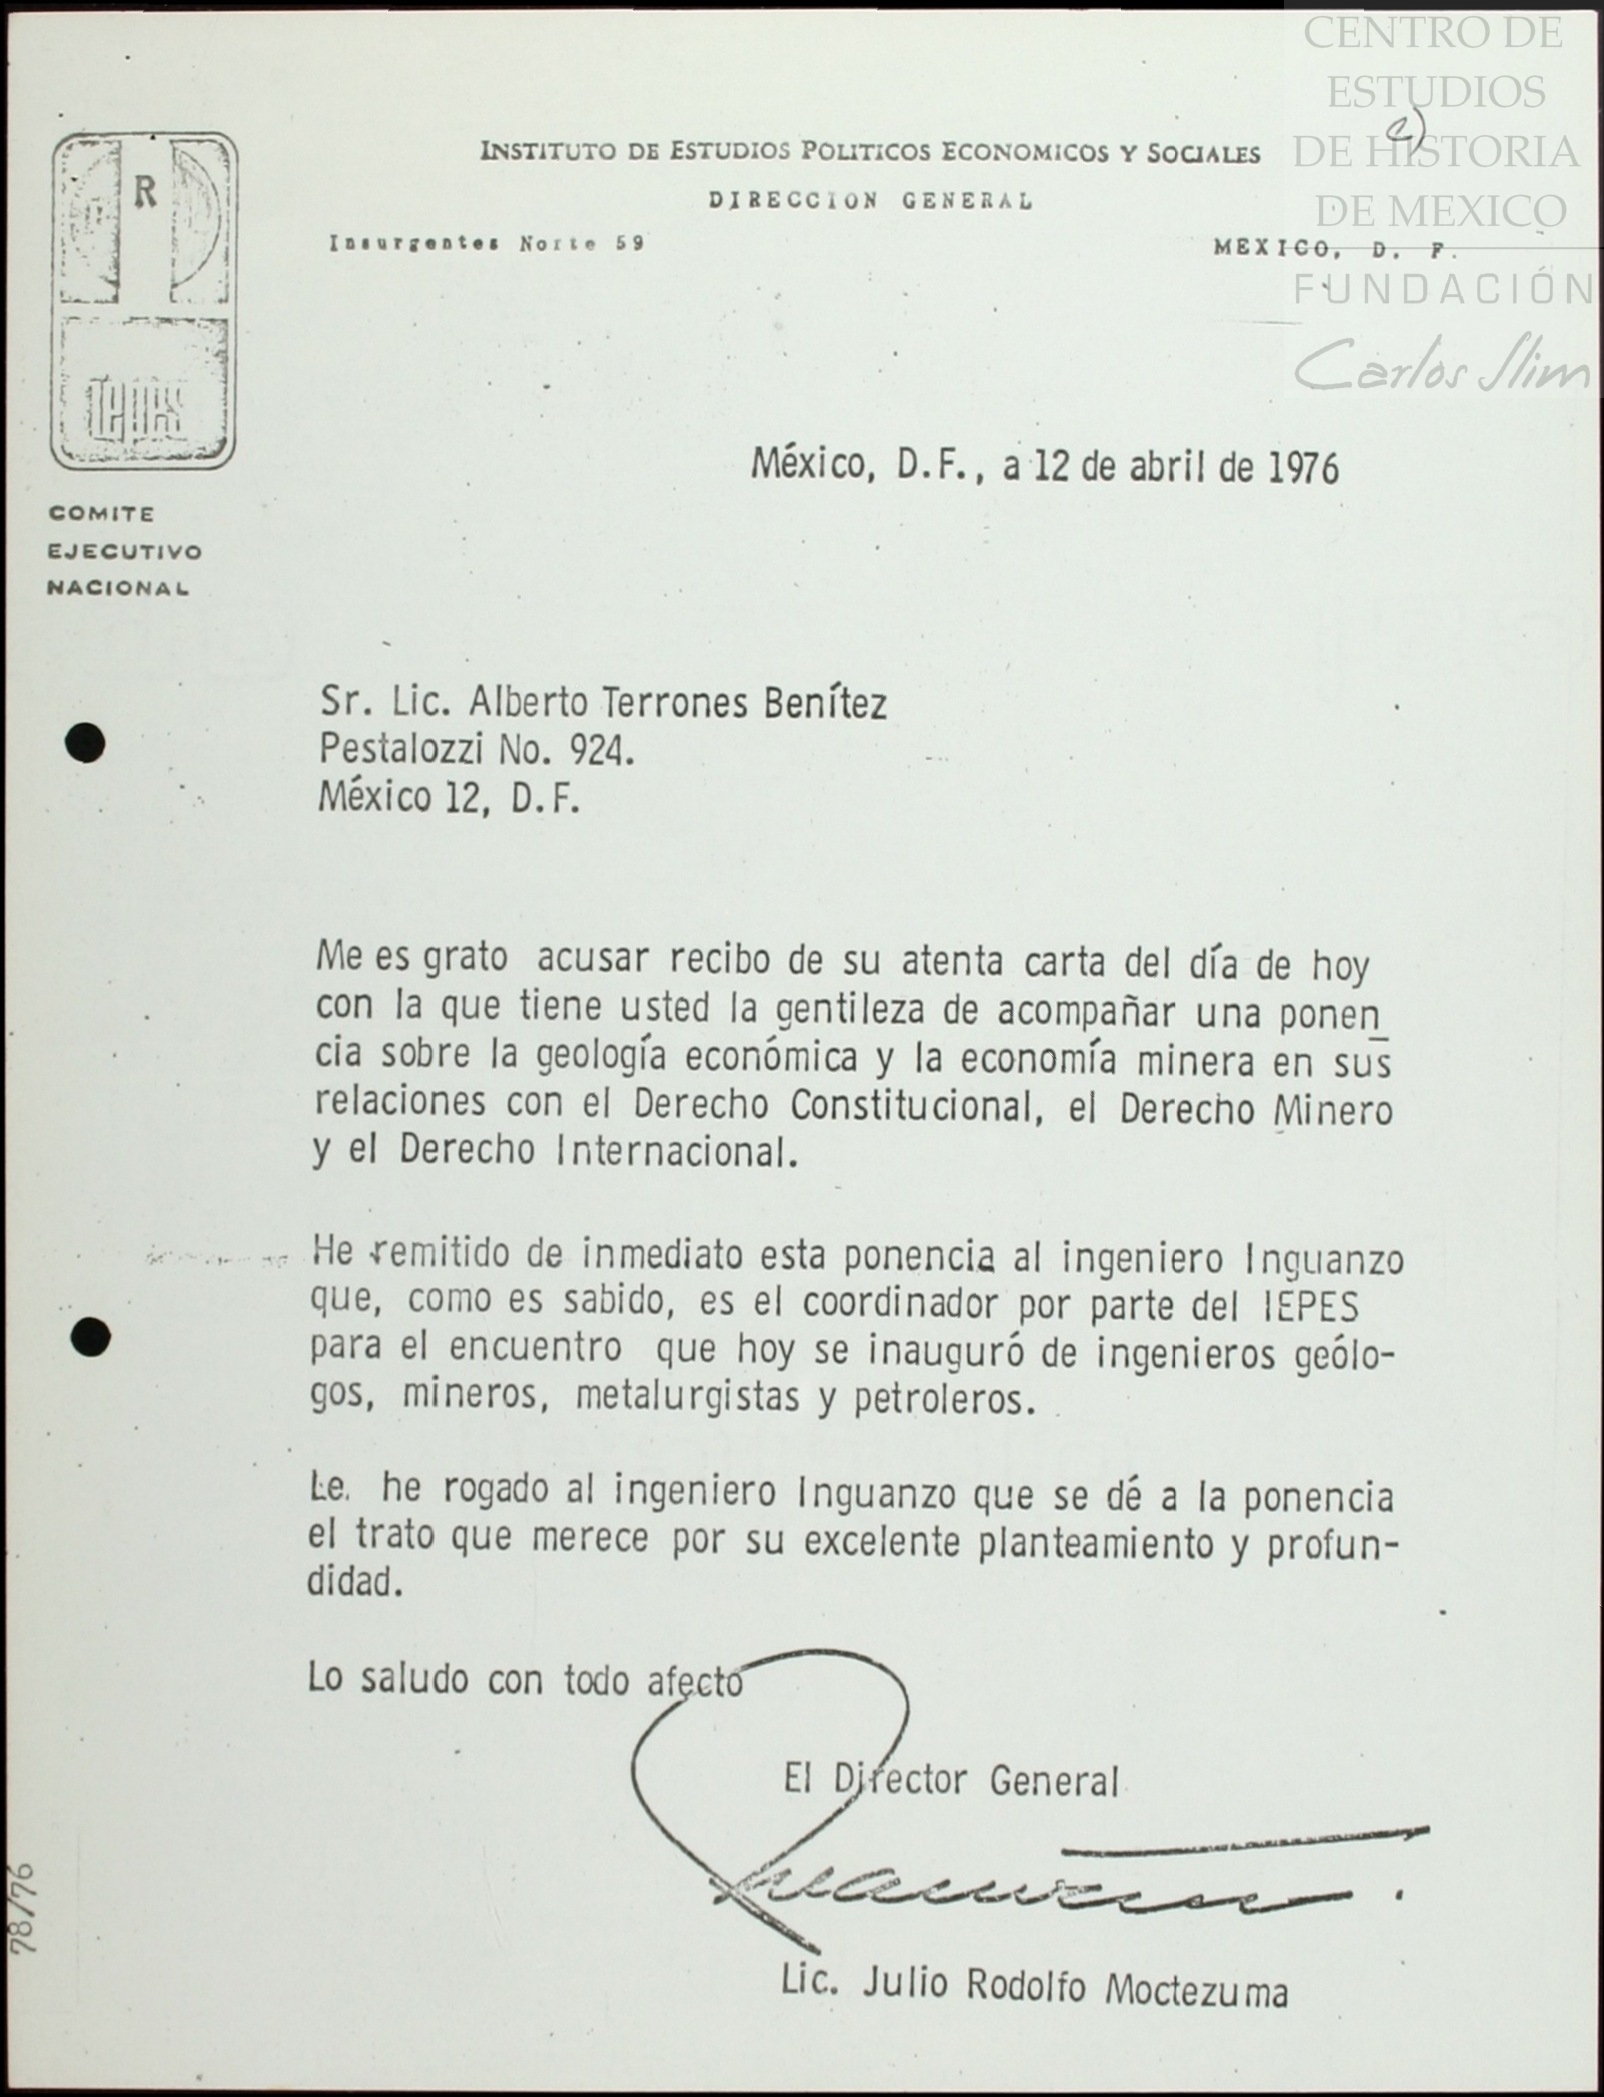 CENTRO DE
ESTUDIOS
DE HISTORIA
DE MEXICO
FUNDACIÓN
Carlos Slim
R
Iepes
INSTITUTO DE ESTUDIOS POLITICOS ECONOMICOS Y SOCIALES
DIRECCION GENERAL
Insurgentes Norte 59
MEXICO, D. F.
COMITE
EJECUTIVO
NACIONAL
México, D.F., a 12 de abril de 1976
Sr. Lic. Alberto Terrones Benítez
Pestalozzi No. 924.
México 12, D.F.
Me es grato acusar recibo de su atenta carta del día de hoy
con la que tiene usted la gentileza de acompañar una ponen
cia sobre la geología económica y la economía minera en sus
relaciones con el Derecho Constitucional, el Derecho Minero
y el Derecho Internacional.
He remitido de inmediato esta ponencia al ingeniero Inguanzo
que, como es sabido, es el coordinador por parte del IEPES
para el encuentro que hoy se inauguró de ingenieros geólo-
gos, mineros, metalurgistas y petroleros.
Le he rogado al ingeniero Inguanzo que se dé a la ponencia
el trato que merece por su excelente planteamiento y profun-
didad.
Lo saludo con todo afecto
El Director General
Lic. Julio Rodolfo Moctezuma
78/76